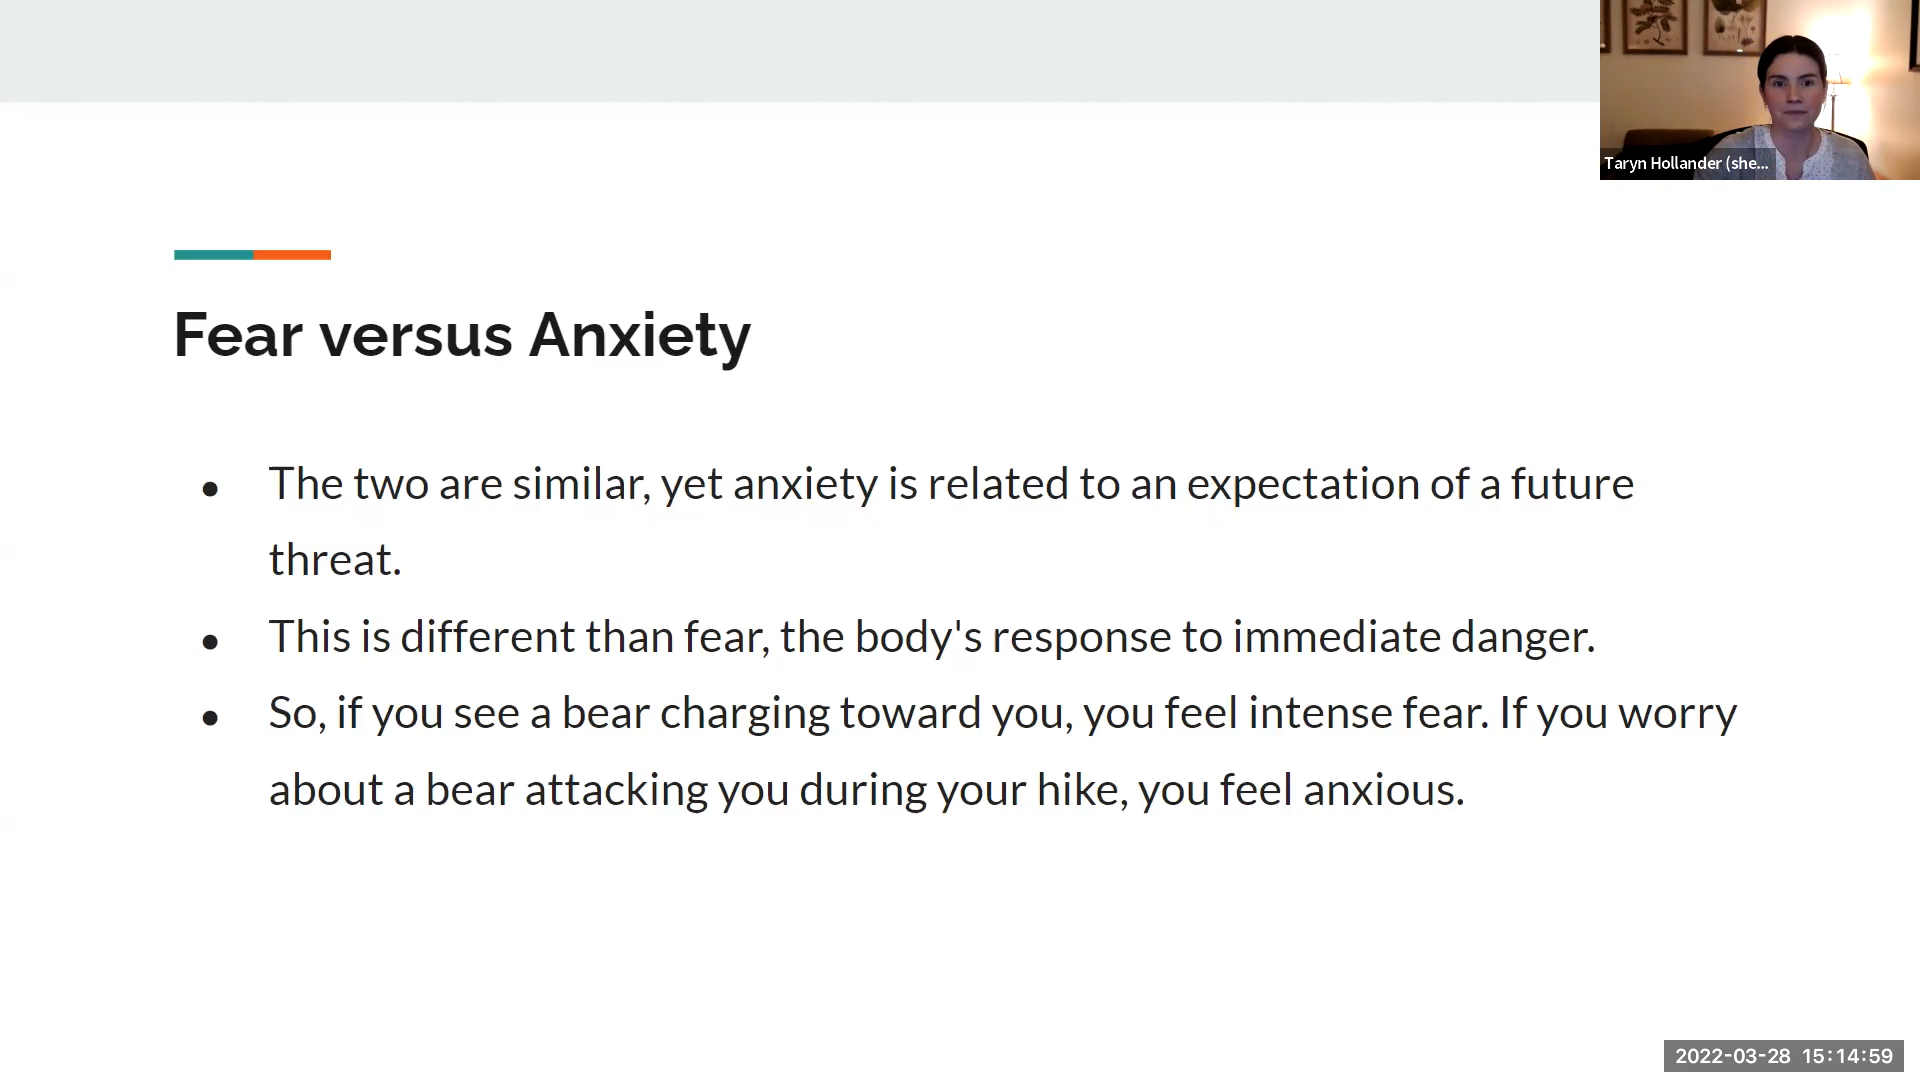 Taryn Hollander (she...
Fear versus Anxiety
● The two are similar, yet anxiety is related to an expectation of a future
threat.
● This is different than fear, the body's response to immediate danger.
● So, if you see a bear charging toward you, you feel intense fear. If you worry
about a bear attacking you during your hike, you feel anxious.
2022-03-28 15:14:59